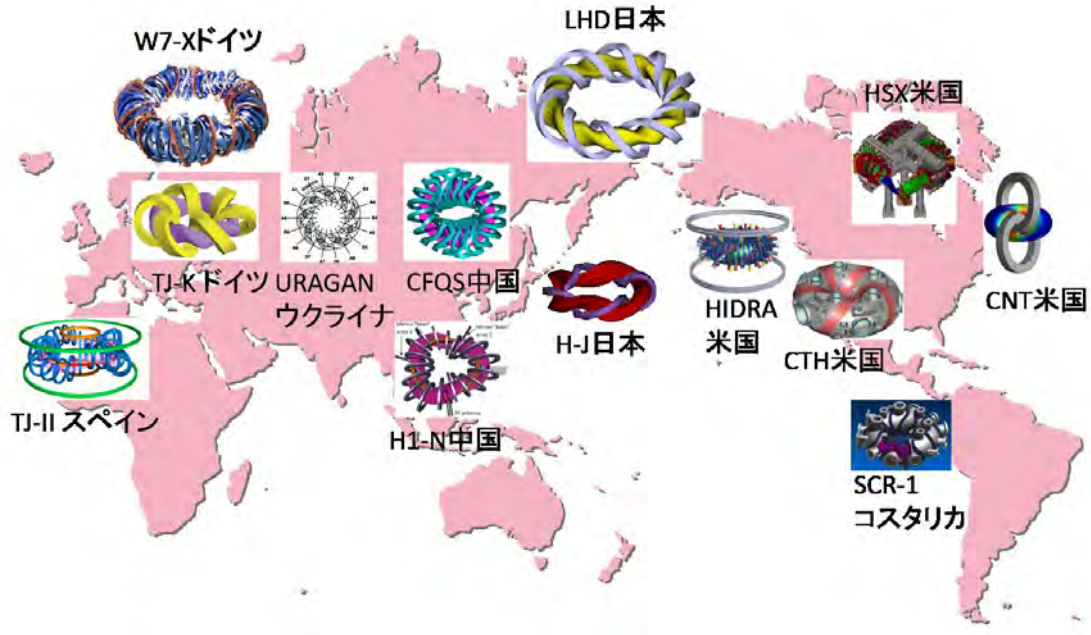 W7-Xドイツ
LHD日本
HSX米国
TJ-Kドイツ
URAGAN
ウクライナ
CFQS中国
H-J日本
HIDRA
米国
CTH米国
CNT米国
TJ-II スペイン
H1-N中国
SCR-1
コスタリカ